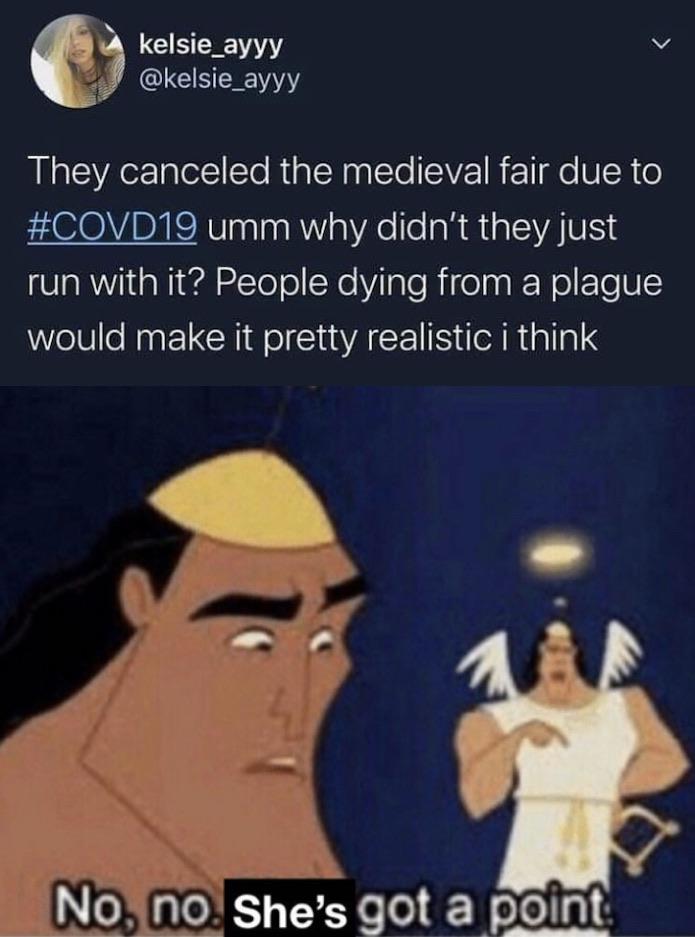 kelsie_ayyy
@kelsie_ayyy
They canceled the medieval fair due to
#COVD19 umm why didn't they just
run with it? People dying from a plague
would make it pretty realistic i think
No, no. She's got a point.